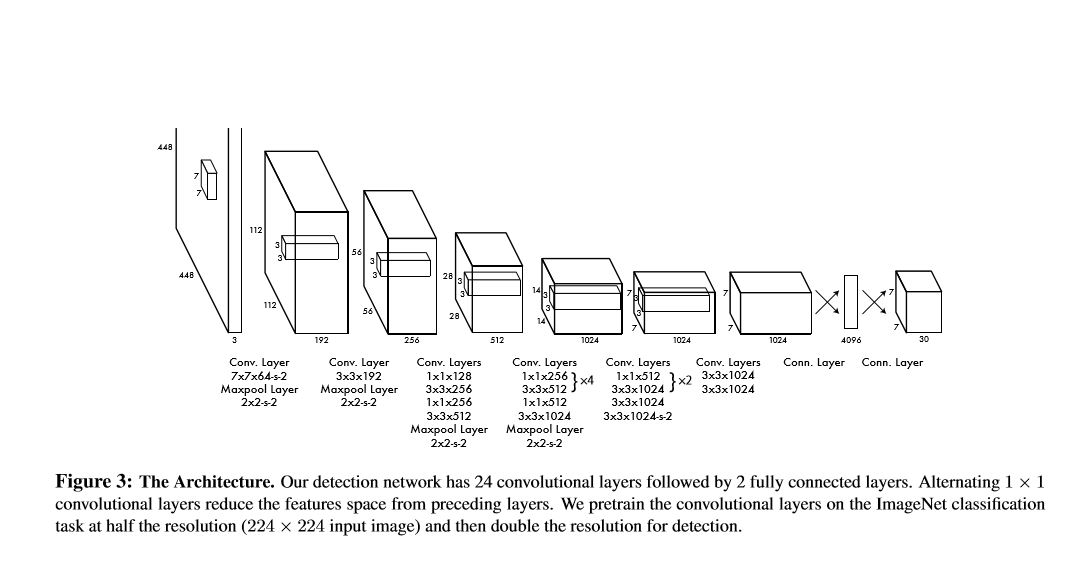 448
7
7
448
3
112
3
3
112
192
56
3
3
56
256
28
3
3
28
512
14
3
3
14
1024
7
3
3
7
1024
7
7
1024
4096
7
7
30
Conv. Layer
7x7x64-s-2
Maxpool Layer
2x2-s-2
Conv. Layer
3x3x192
Maxpool Layer
2x2-s-2
Conv. Layers
1x1x128
3x3x256
1x1x256
3x3x512
Maxpool Layer
2x2-s-2
Conv. Layers
1x1x256 } x4
3x3x512
1x1x512
3x3x1024
Maxpool Layer
2x2-s-2
Conv. Layers
1x1x512 } x2
3x3x1024
3x3x1024
3x3x1024-s-2
Conv. Layers
3x3x1024
3x3x1024
Conn. Layer
Conn. Layer
Figure 3: The Architecture. Our detection network has 24 convolutional layers followed by 2 fully connected layers. Alternating 1 × 1
convolutional layers reduce the features space from preceding layers. We pretrain the convolutional layers on the ImageNet classification
task at half the resolution (224 × 224 input image) and then double the resolution for detection.